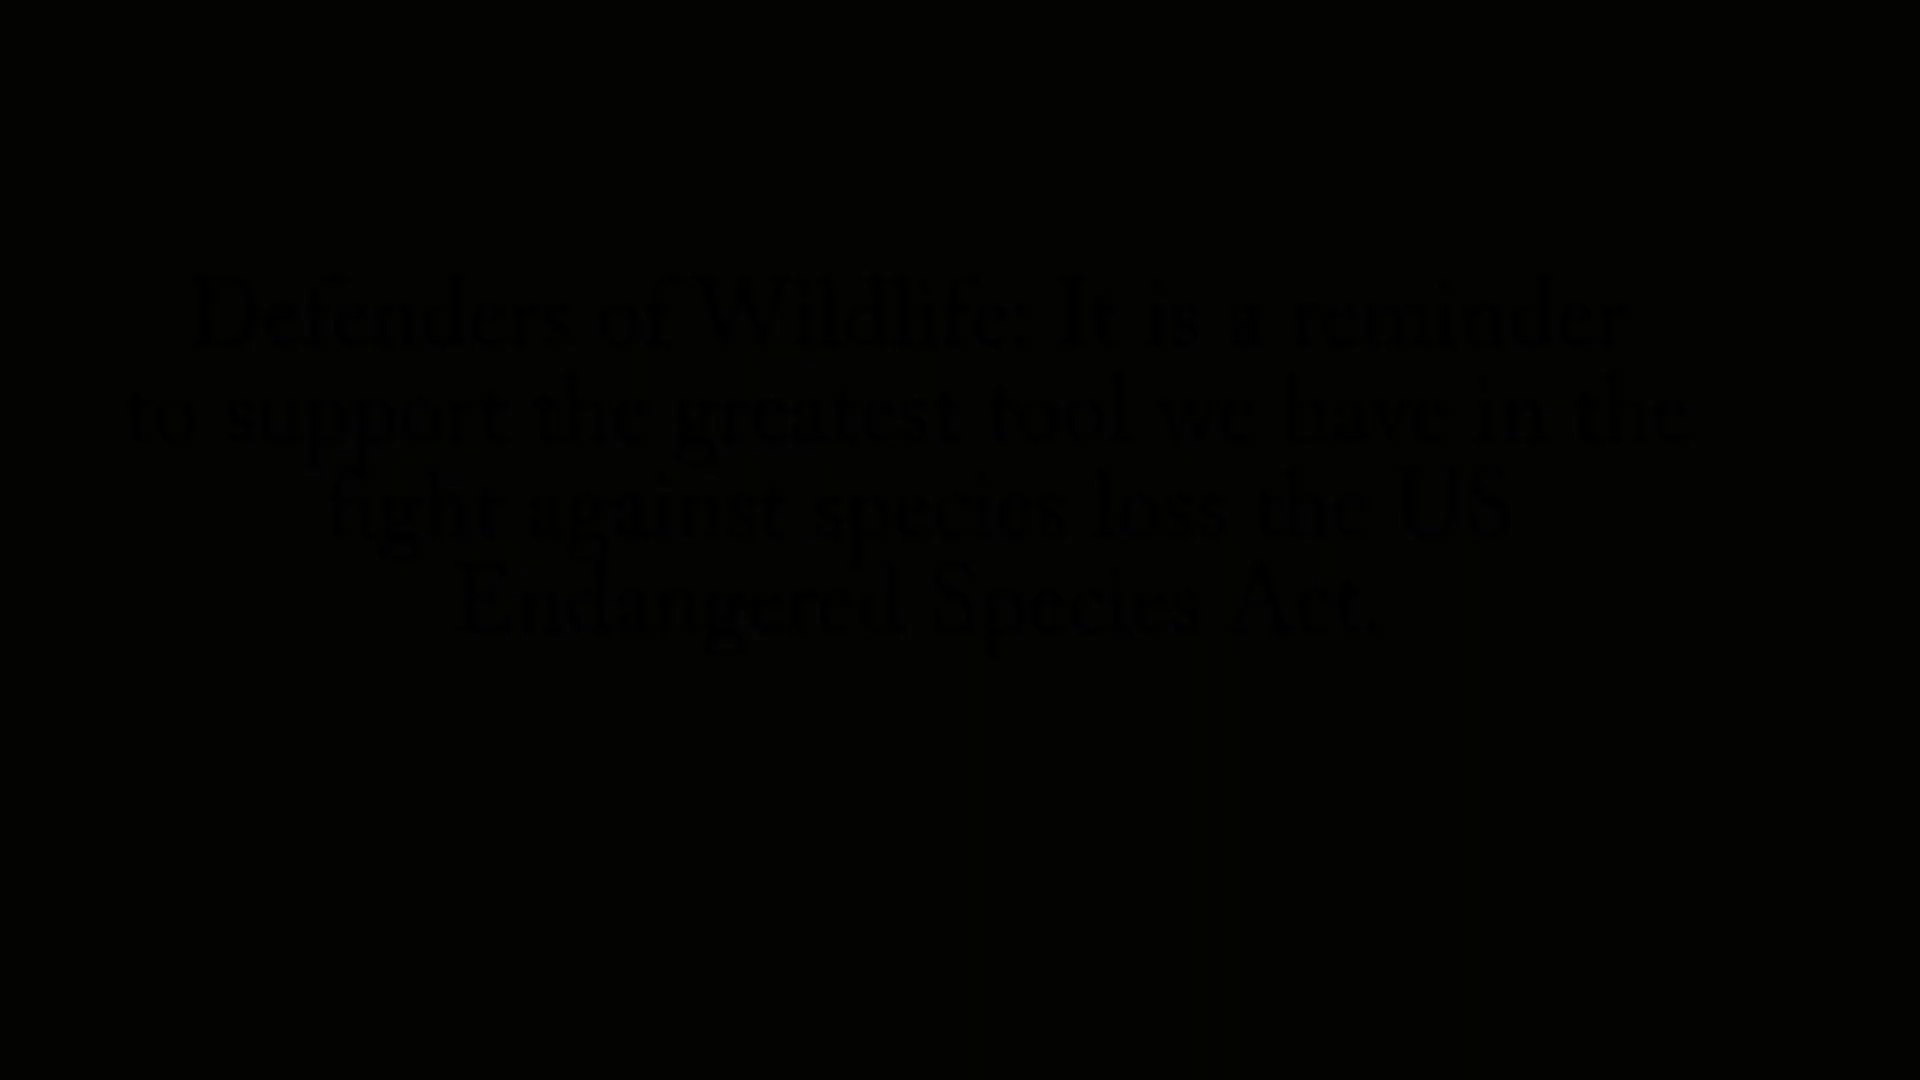 Defenders of Wildlife: It is a reminder
to support the greatest tool we have in the
fight against species loss the US
Endangered Species Act.